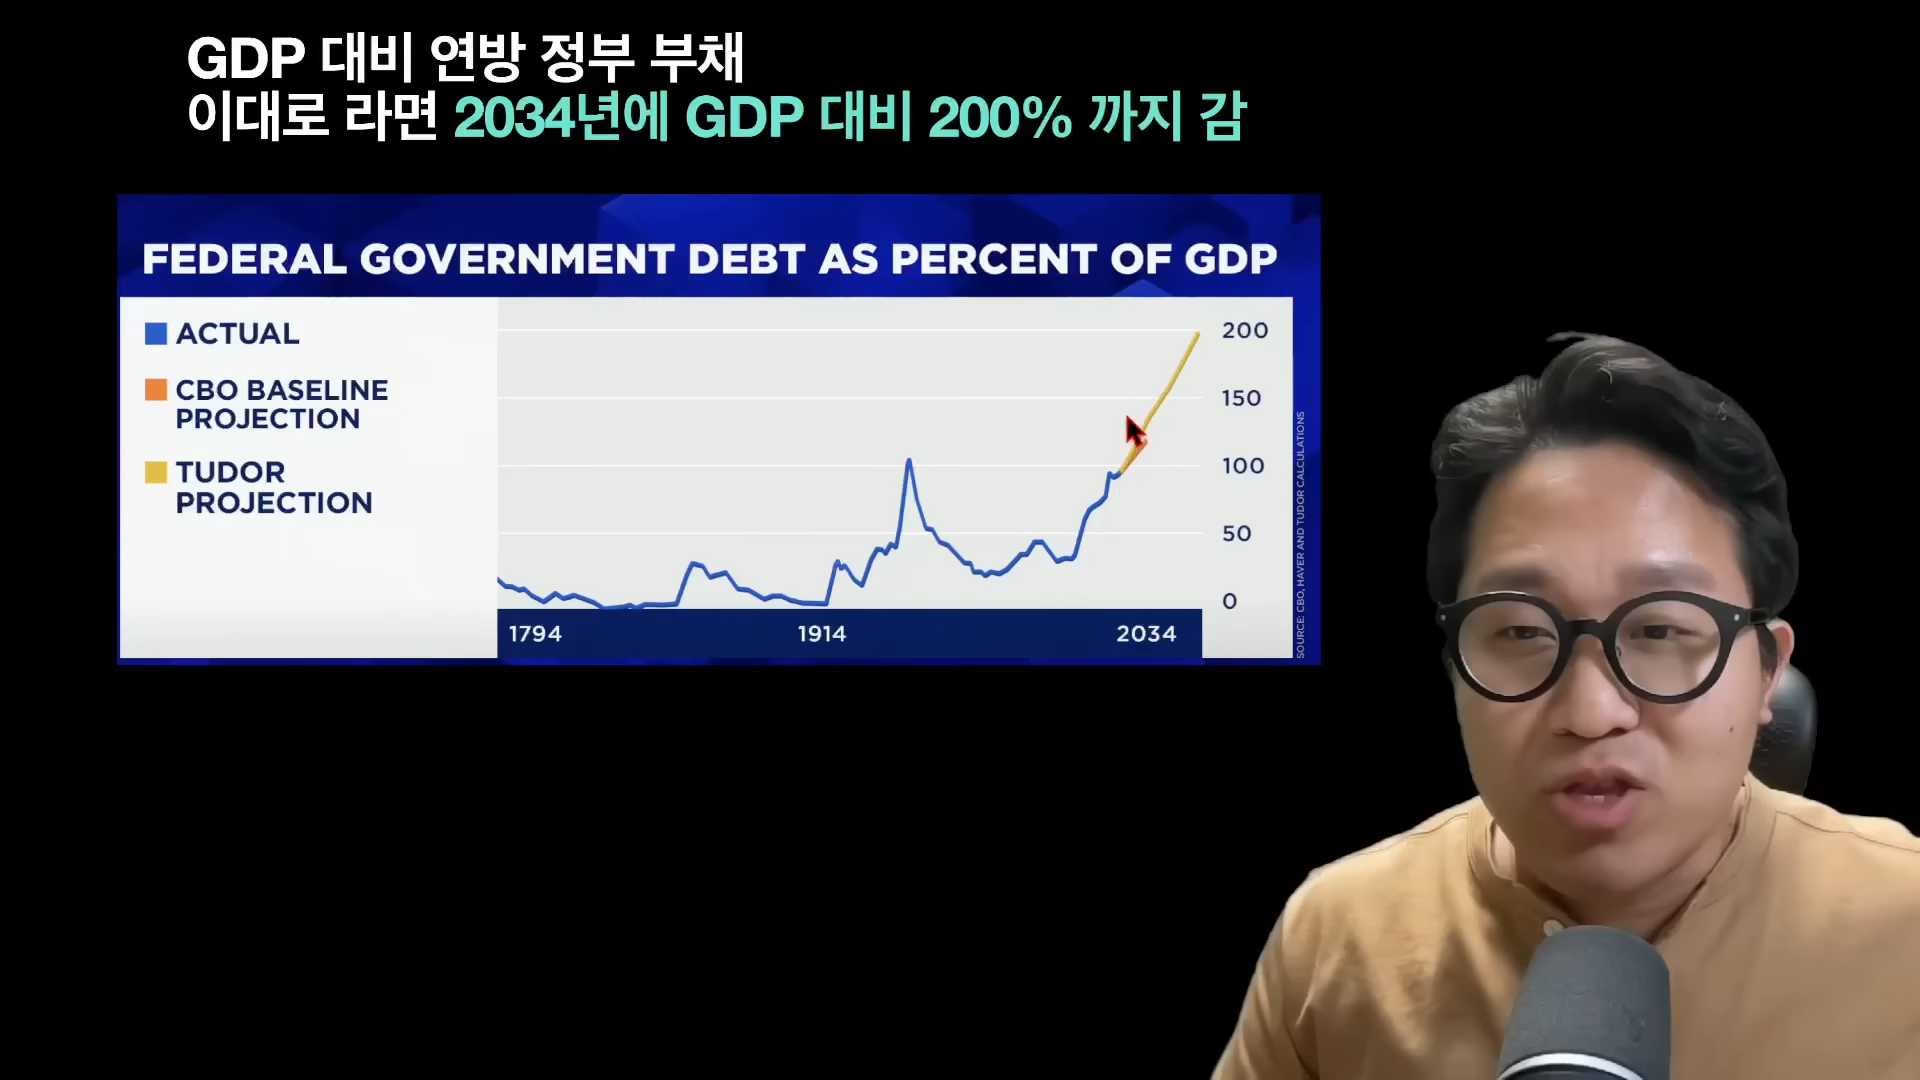 GDP 대비 연방 정부 부채
이대로 라면 2034년에 GDP 대비 200% 까지 감
FEDERAL GOVERNMENT DEBT AS PERCENT OF GDP
ACTUAL
CBO BASELINE
PROJECTION
TUDOR
PROJECTION
200
150
100
50
0
1794
1914
2034
SOURCE: CBO, HAVER AND TUDOR CALCULATIONS